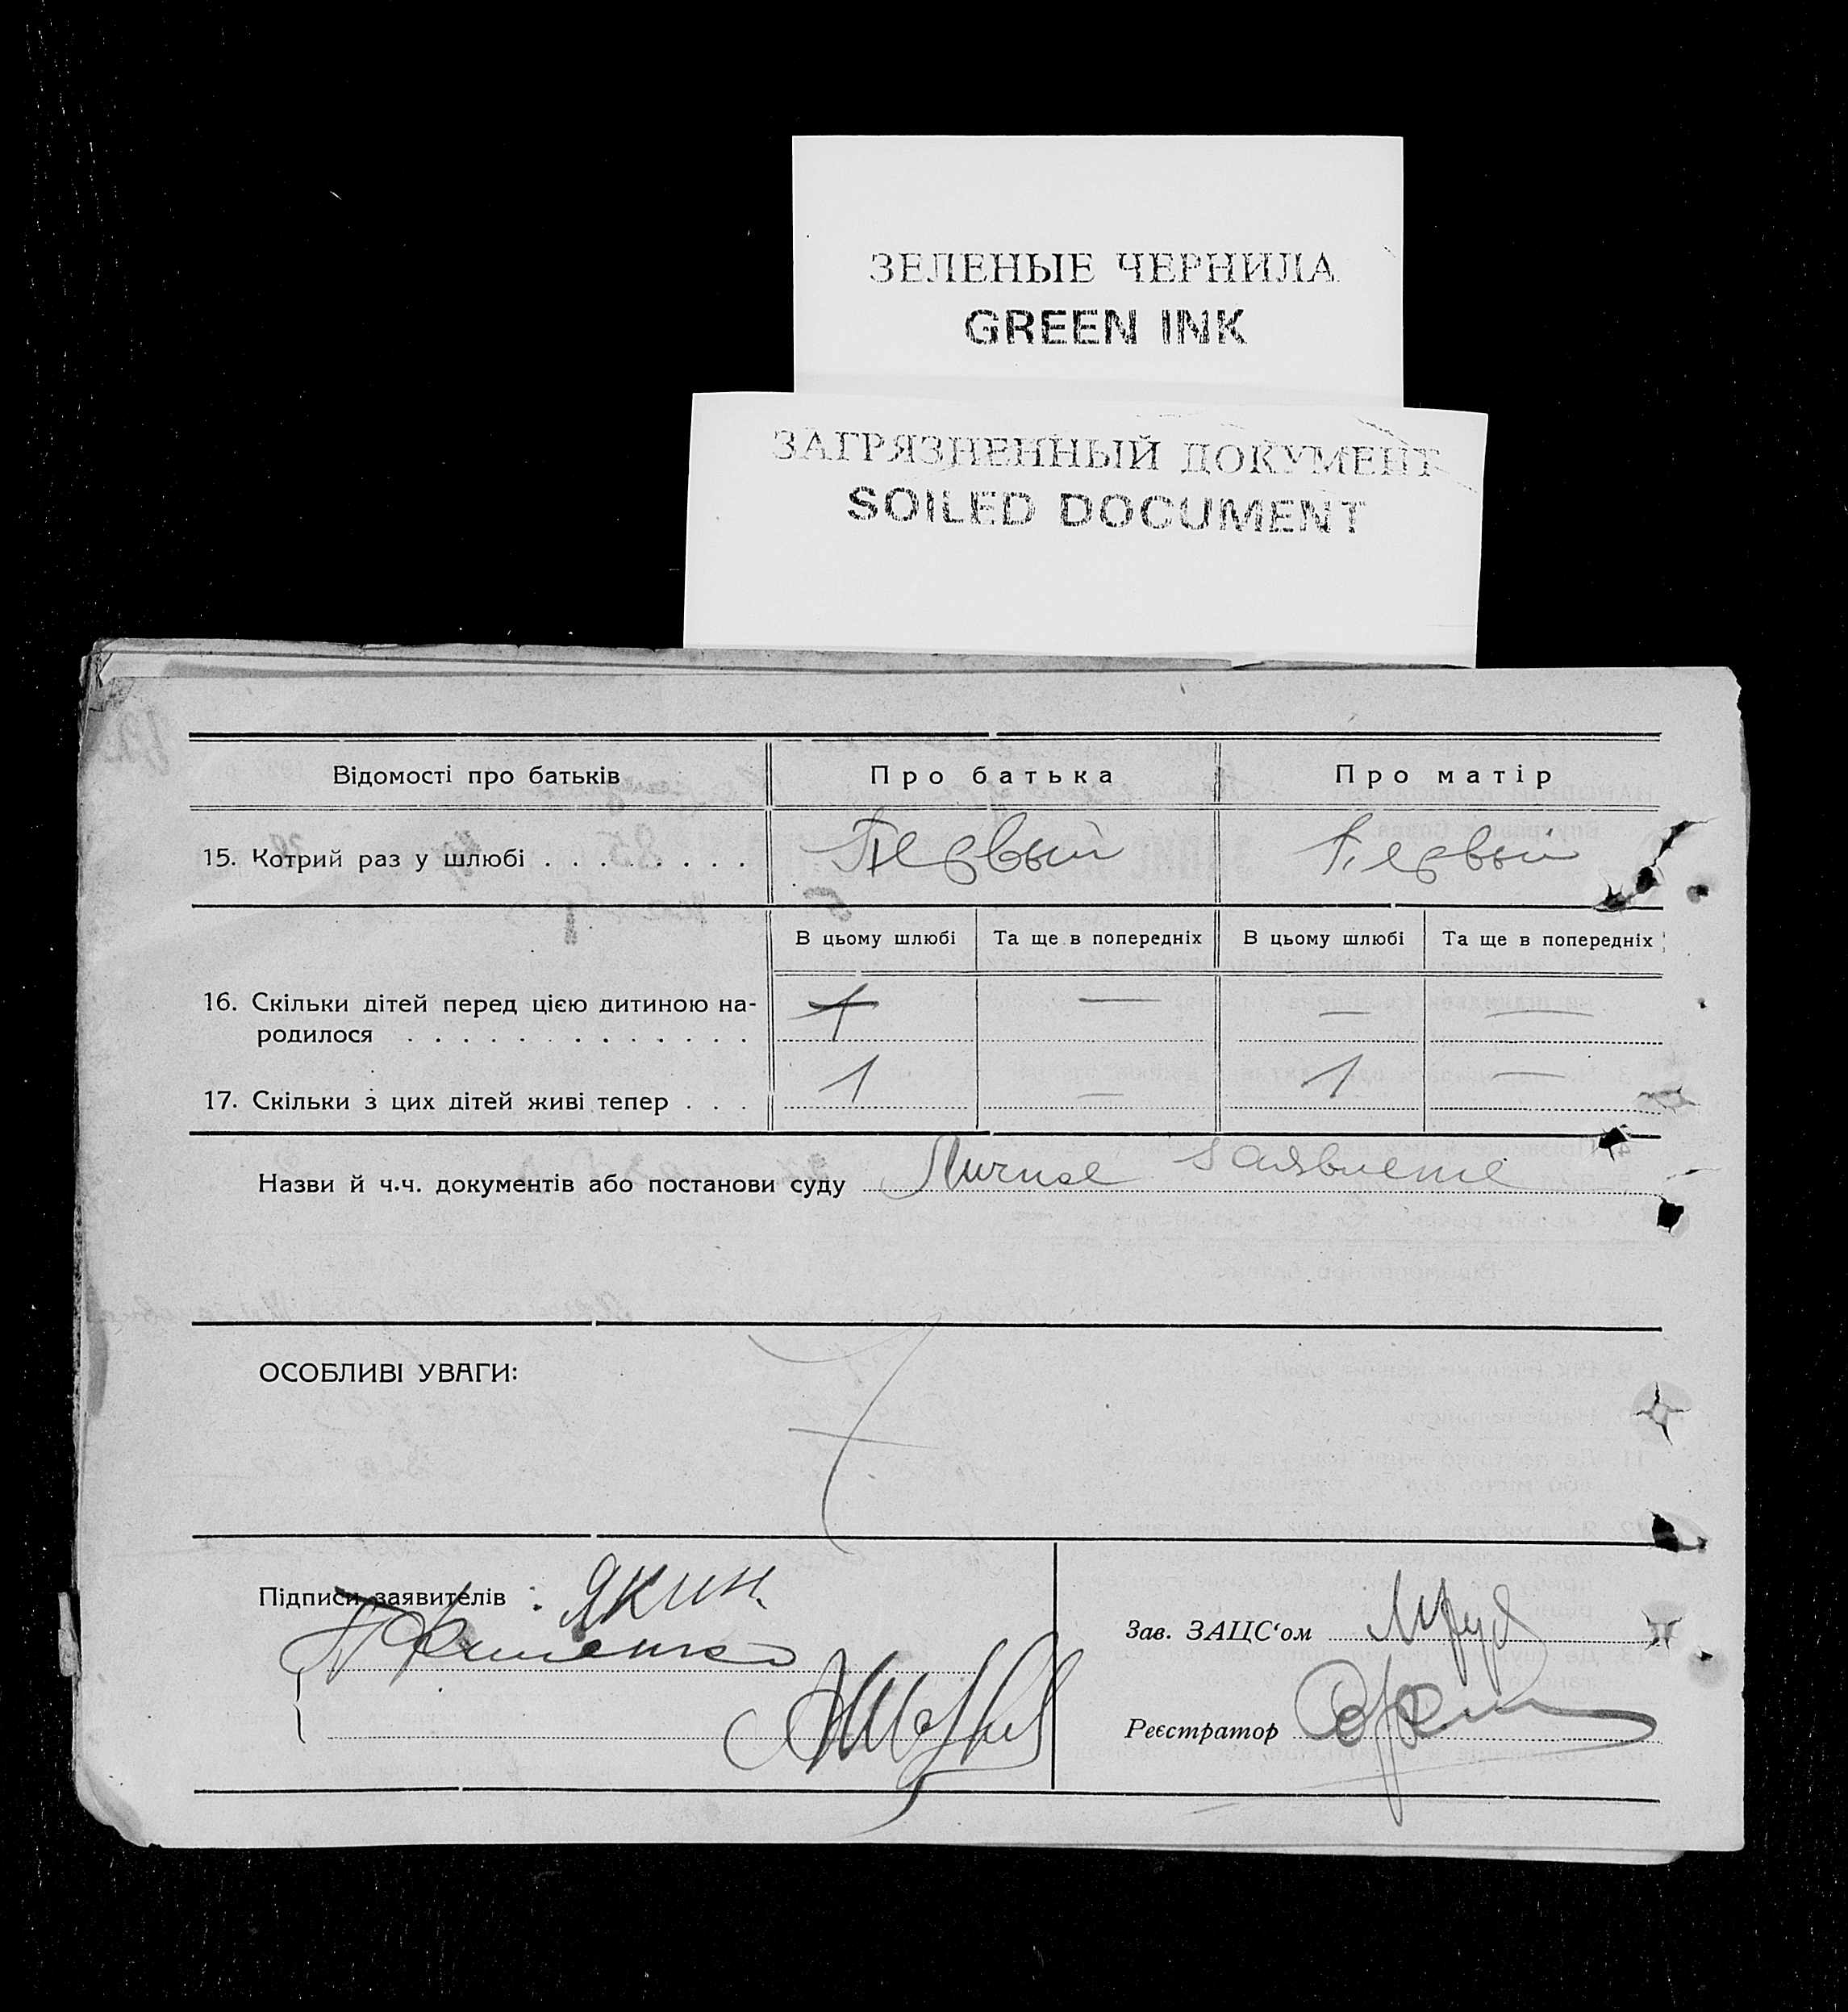 ЗЕЛЕНЫЕ ЧЕРНИЛА
GREEN INK
ЗАГРЯЗНЕННЫЙ ДОКУМЕНТ
SOILED DOCUMENT
Відомості про батьків Про батька Про матір
15. Котрий раз у шлюбі . . . . . . . . Первый Первый
В цьому шлюбі Та ще в попередніх В цьому шлюбі Та ще в попередніх
16. Скільки дітей перед цією дитиною на-
родилося . . . . . . . . . . . . . 1 — — —
17. Скільки з цих дітей живі тепер . . . 1 — 1 —
Назви й ч.ч. документів або постанови суду Личное заявление
ОСОБЛИВІ УВАГИ:
Підписи заявителів : Якин
Зав. ЗАЦС‘ом
Реєстратор